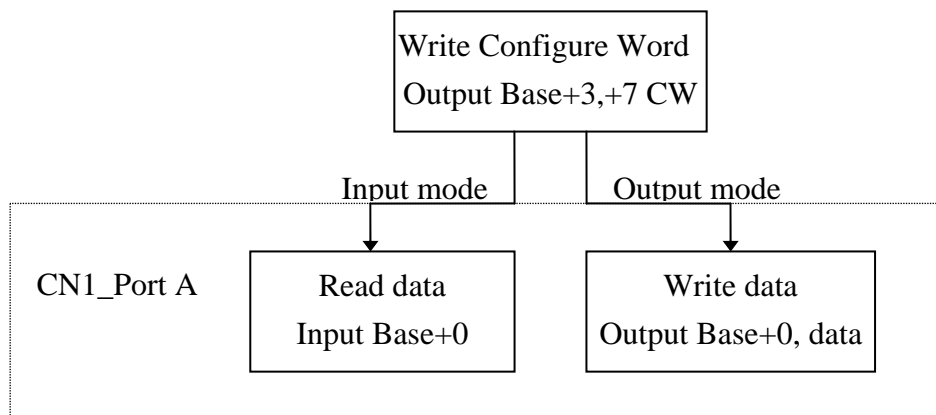 Write Configure Word
Output Base+3,+7 CW
Input mode
Output mode
CN1_Port A
Read data
Input Base+0
Write data
Output Base+0, data